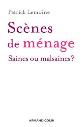 Patrick Lemoine
Scènes
de ménage
Saines ou malsaines ?
ARMAND COLIN